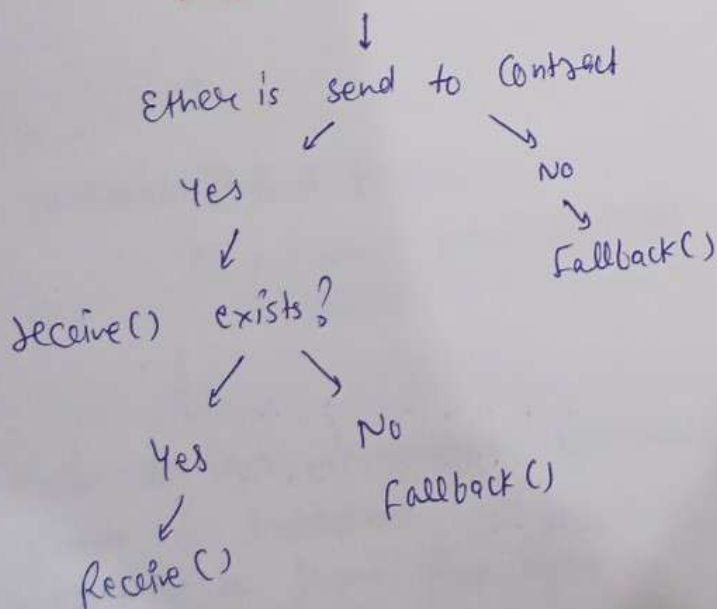 Ether is send to Contract
Yes
No
Fallback()
receive() exists?
Yes
No
fallback()
Receive()